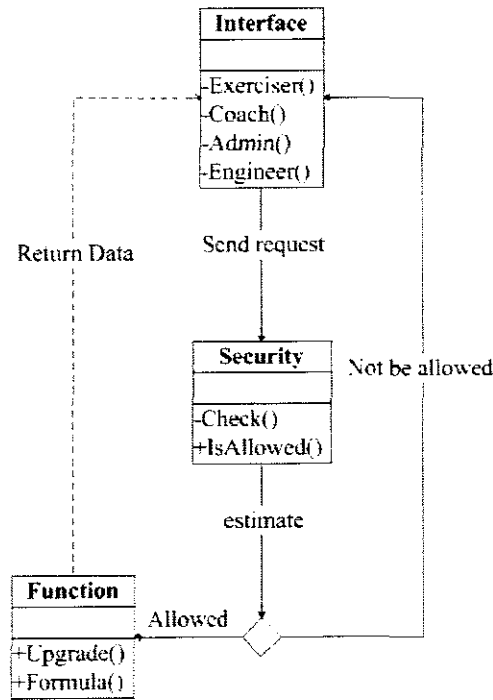 Interface
-Exerciser()
-Coach()
-Admin()
-Engineer()
Return Data
Send request
Security
Not be allowed
-Check()
+IsAllowed()
estimate
Function
Allowed
+Upgrade()
+Formula()